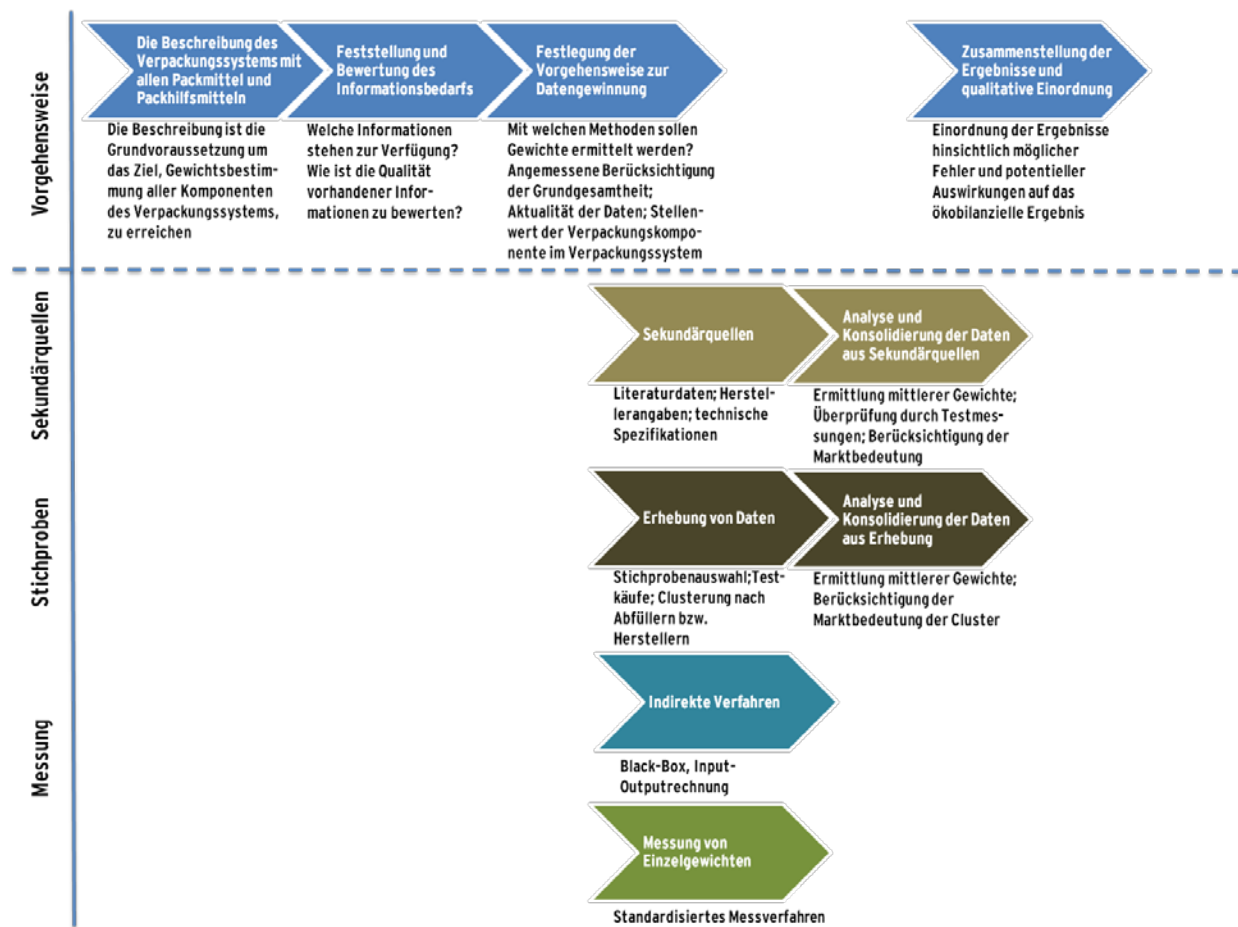 Vorgehensweise
Die Beschreibung des
Verpackungssystems mit
allen Packmittel und
Packhilfsmitteln
Die Beschreibung ist die
Grundvoraussetzung um
das Ziel, Gewichtsbestim-
mung aller Komponenten
des Verpackungssystems,
zu erreichen
Feststellung und
Bewertung des
Informationsbedarfs
Welche Informationen
stehen zur Verfügung?
Wie ist die Qualität
vorhandener Infor-
mationen zu bewerten?
Festlegung der
Vorgehensweise zur
Datengewinnung
Mit welchen Methoden sollen
Gewichte ermittelt werden?
Angemessene Berücksichtigung
der Grundgesamtheit;
Aktualität der Daten; Stellen-
wert der Verpackungskompo-
nente im Verpackungssystem
Zusammenstellung der
Ergebnisse und
qualitative Einordnung
Einordnung der Ergebnisse
hinsichtlich möglicher
Fehler und potentieller
Auswirkungen auf das
ökobilanzielle Ergebnis
Sekundärquellen
Sekundärquellen
Literaturdaten; Herstel-
lerangaben; technische
Spezifikationen
Analyse und
Konsolidierung der Daten
aus Sekundärquellen
Ermittlung mittlerer Gewichte;
Überprüfung durch Testmes-
sungen; Berücksichtigung der
Marktbedeutung
Stichproben
Erhebung von Daten
Stichprobenauswahl;Test-
käufe; Clusterung nach
Abfüllern bzw.
Herstellern
Analyse und
Konsolidierung der Daten
aus Erhebung
Ermittlung mittlerer Gewichte;
Berücksichtigung der
Marktbedeutung der Cluster
Messung
Indirekte Verfahren
Black-Box, Input-
Outputrechnung
Messung von
Einzelgewichten
Standardisiertes Messverfahren